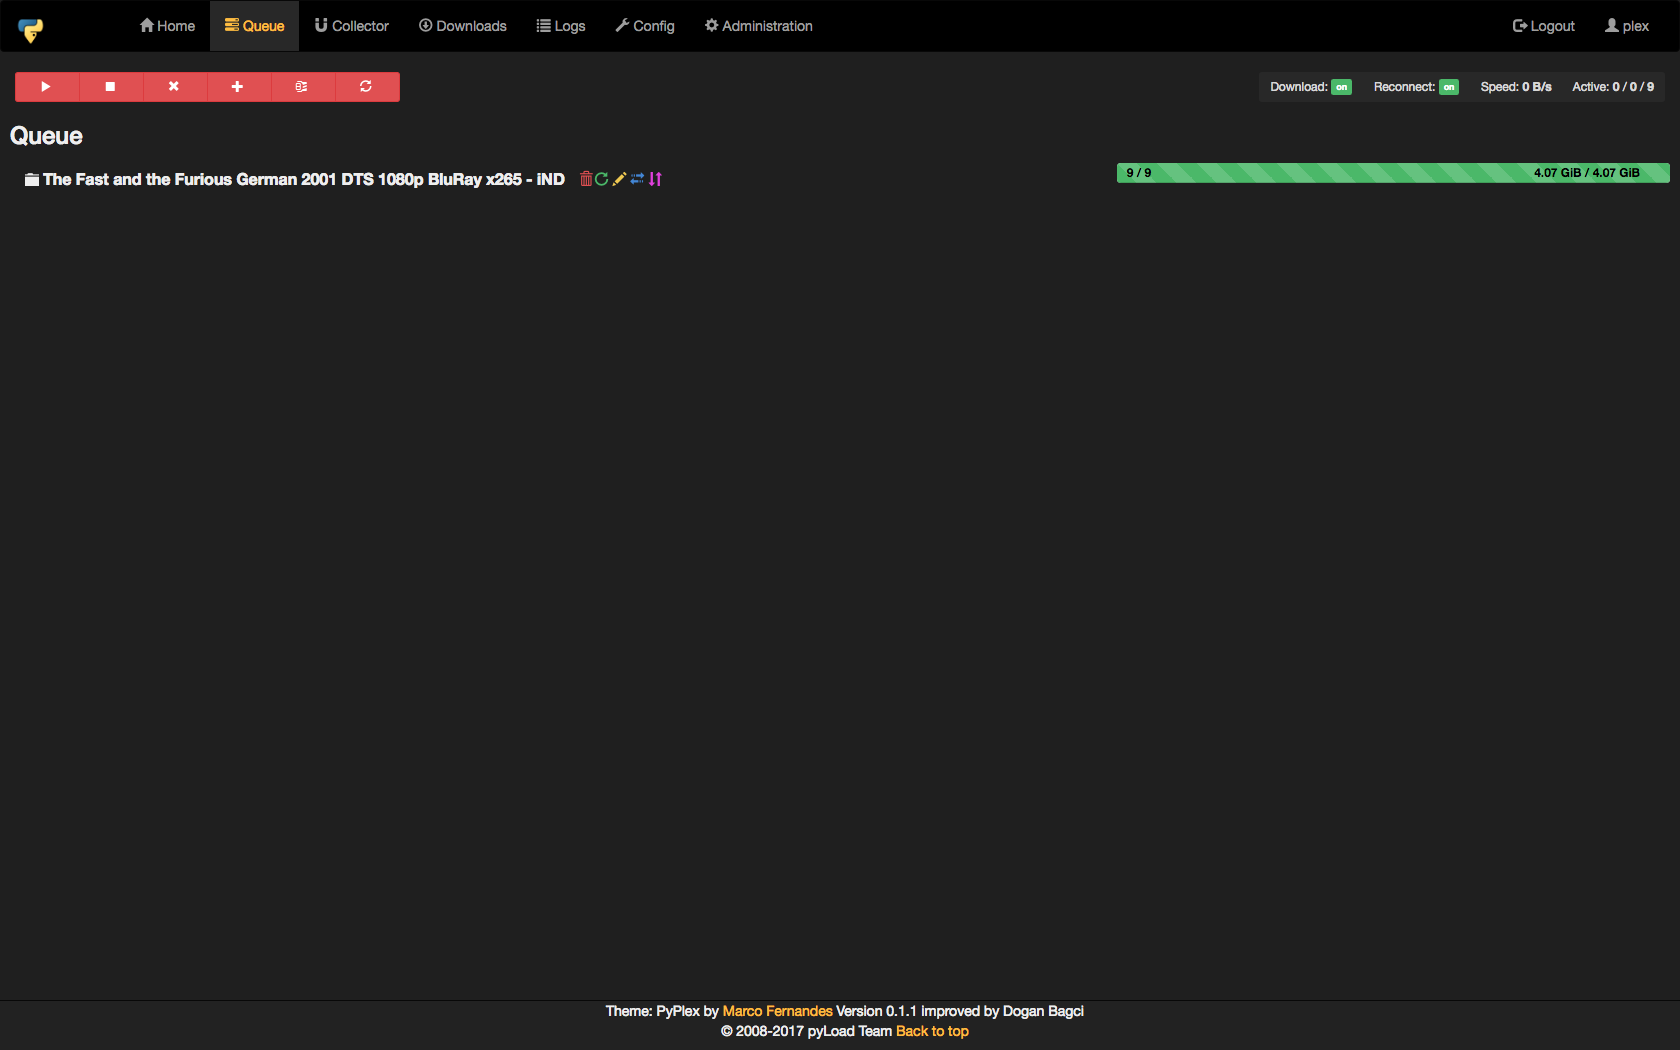 Home Queue Collector Downloads Logs Config Administration Logout plex
Download: on Reconnect: on Speed: 0 B/s Active: 0 / 0 / 9
Queue
The Fast and the Furious German 2001 DTS 1080p BluRay x265 - iND 9 / 9 4.07 GiB / 4.07 GiB
Theme: PyPlex by Marco Fernandes Version 0.1.1 improved by Dogan Bagci
© 2008-2017 pyLoad Team Back to top